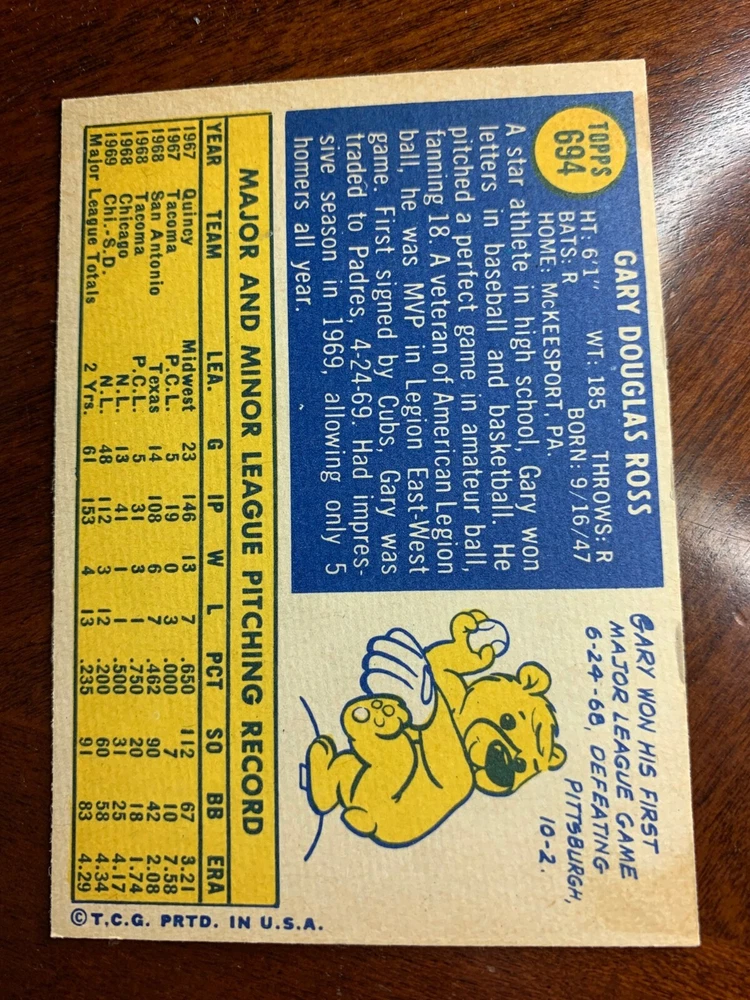 TOPPS
694
GARY DOUGLAS ROSS
HT: 6'1" WT: 185 THROWS: R
BATS: R BORN: 9/16/47
HOME: McKEESPORT, PA.
A star athlete in high school, Gary won
letters in baseball and basketball. He
pitched a perfect game in amateur ball,
fanning 18. A veteran of American Legion
ball, he was MVP in Legion East-West
game. First signed by Cubs, Gary was
traded to Padres, 4-24-69. Had impres-
sive season in 1969, allowing only 5
homers all year.
GARY WON HIS FIRST
MAJOR LEAGUE GAME
6-24-68, DEFEATING
PITTSBURGH,
10-2.
MAJOR AND MINOR LEAGUE PITCHING RECORD
YEAR TEAM LEA. G IP W L PCT SO BB ERA
1967 Quincy Midwest 23 146 13 7 .650 112 67 3.21
1967 Tacoma P.C.L. 5 19 0 3 .000 7 10 7.58
1968 San Antonio Texas 14 108 6 7 .462 90 42 2.08
1968 Tacoma P.C.L. 5 31 3 1 .750 20 18 1.74
1968 Chicago N.L. 13 41 1 1 .500 31 25 4.17
1969 Chi.-S.D. N.L. 48 112 3 12 .200 60 58 4.34
Major League Totals 2 Yrs. 61 153 4 13 .235 91 83 4.29
© T.C.G. PRTD. IN U.S.A.